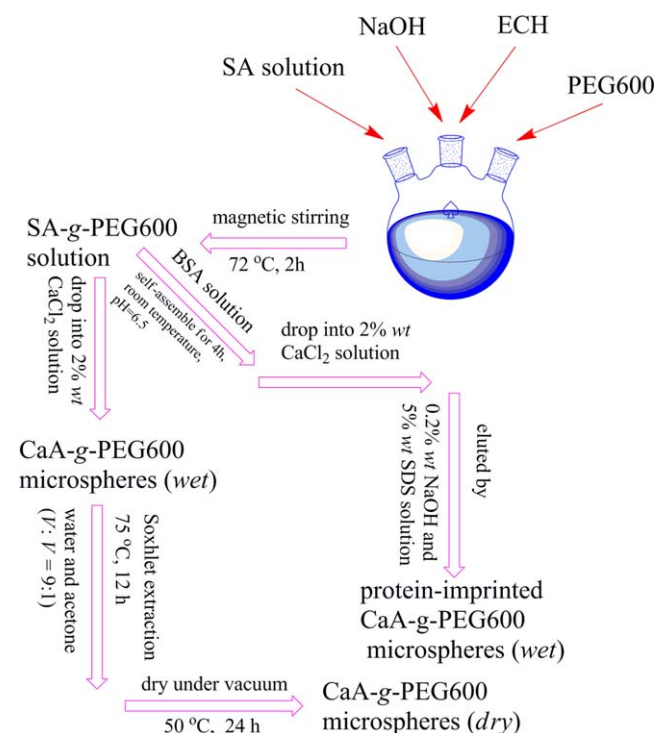 NaOH
ECH
SA solution
PEG600
magnetic stirring
72 °C, 2h
SA-g-PEG600
solution
BSA solution
self-assemble for 4h,
room temperature,
pH=6.5
drop into 2% wt
CaCl₂ solution
drop into 2% wt
CaCl₂ solution
eluted by
0.2% wt NaOH and
5% wt SDS solution
CaA-g-PEG600
microspheres (wet)
Soxhlet extraction
75 °C, 12 h
water and acetone
(V: V = 9:1)
protein-imprinted
CaA-g-PEG600
microspheres (wet)
dry under vacuum
50 °C, 24 h
CaA-g-PEG600
microspheres (dry)